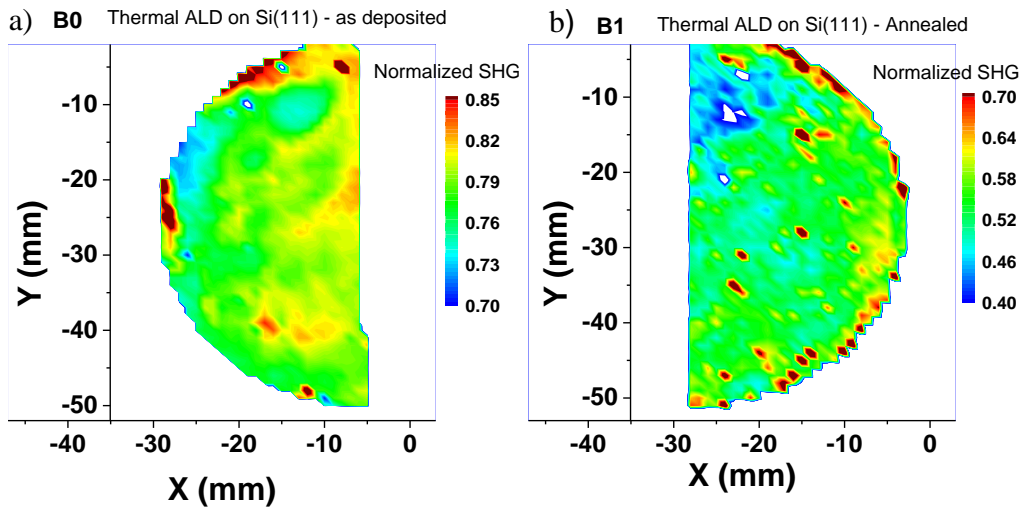 a) B0 Thermal ALD on Si(111) - as deposited
Normalized SHG
0.85
0.82
0.79
0.76
0.73
0.70
-10
-20
-30
-40
-50
Y (mm)
-40 -30 -20 -10 0
X (mm)
b) B1 Thermal ALD on Si(111) - Annealed
Normalized SHG
0.70
0.64
0.58
0.52
0.46
0.40
-10
-20
-30
-40
-50
Y (mm)
-40 -30 -20 -10 0
X (mm)